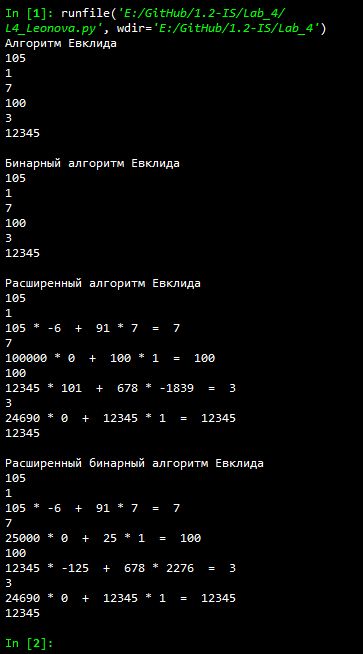 In [1]: runfile('E:/GitHub/1.2-IS/Lab_4/
L4_Leonova.py', wdir='E:/GitHub/1.2-IS/Lab_4')
Алгоритм Евклида
105
1
7
100
3
12345

Бинарный алгоритм Евклида
105
1
7
100
3
12345

Расширенный алгоритм Евклида
105
1
105 * -6  +  91 * 7  =  7
7
100000 * 0  +  100 * 1  =  100
100
12345 * 101  +  678 * -1839  =  3
3
24690 * 0  +  12345 * 1  =  12345
12345

Расширенный бинарный алгоритм Евклида
105
1
105 * -6  +  91 * 7  =  7
7
25000 * 0  +  25 * 1  =  100
100
12345 * -125  +  678 * 2276  =  3
3
24690 * 0  +  12345 * 1  =  12345
12345

In [2]: